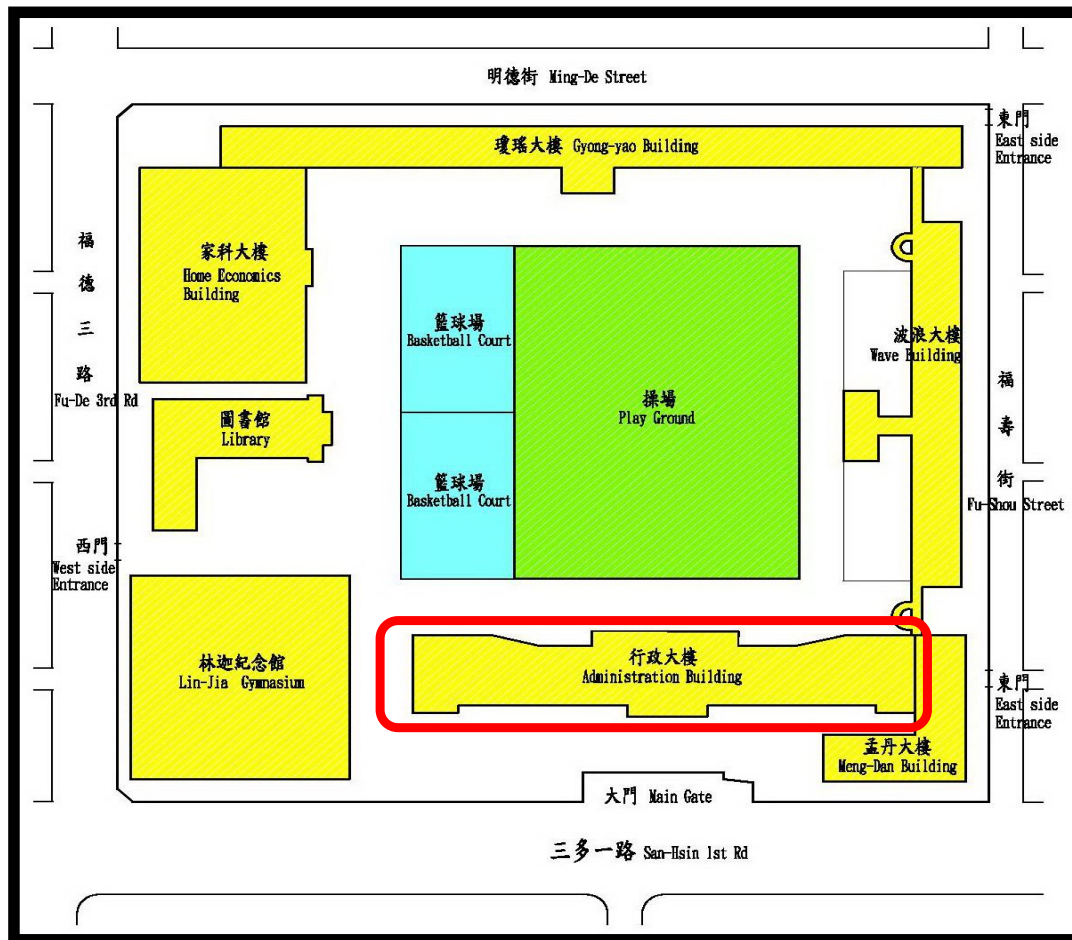 明德街 Ming-De Street
東門
East side
Entrance
瓊瑤大樓 Gyong-yao Building
福
德
三
路
Fu-De 3rd Rd
家科大樓
Home Economics
Building
籃球場
Basketball Court
操場
Play Ground
波浪大樓
Wave Building
圖書館
Library
籃球場
Basketball Court
福
壽
街
Fu-Shou Street
西門
West side
Entrance
林迦紀念館
Lin-Jia Gymnasium
行政大樓
Administration Building
東門
East side
Entrance
孟丹大樓
Meng-Dan Building
大門 Main Gate
三多一路 San-Hsin 1st Rd